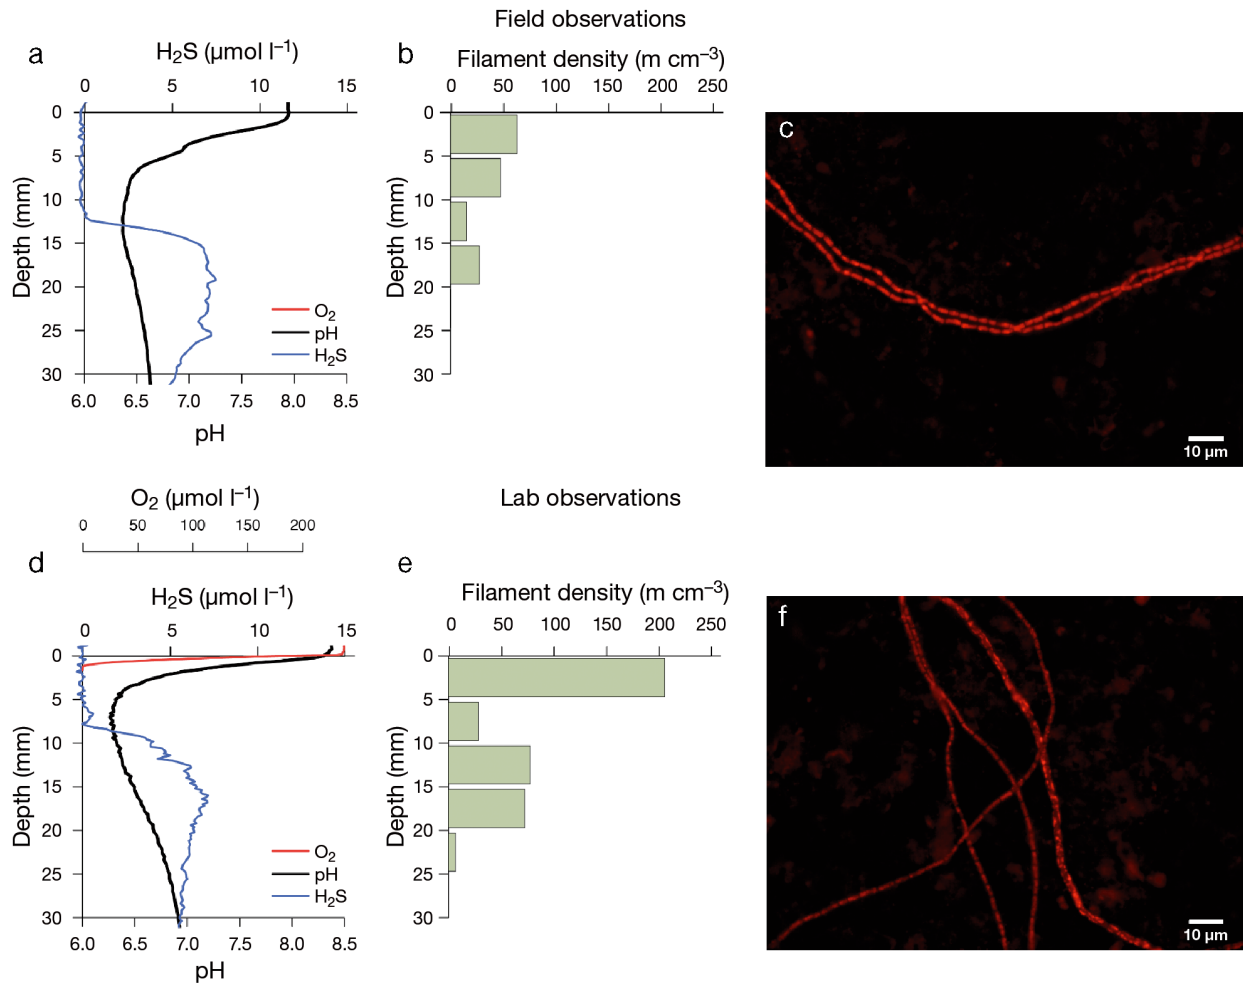 Field observations
a
H₂S (µmol l⁻¹)
0 5 10 15
0
5
10
15
20
25
30
Depth (mm)
O₂
pH
H₂S
6.0 6.5 7.0 7.5 8.0 8.5
pH
b
Filament density (m cm⁻³)
0 50 100 150 200 250
0
5
10
15
20
25
30
Depth (mm)
c
10 µm
Lab observations
O₂ (µmol l⁻¹)
0 50 100 150 200
d
H₂S (µmol l⁻¹)
0 5 10 15
0
5
10
15
20
25
30
Depth (mm)
O₂
pH
H₂S
6.0 7.0 7.5 8.0 8.5
pH
e
Filament density (m cm⁻³)
0 50 100 150 200 250
0
5
10
15
20
25
30
Depth (mm)
f
10 µm